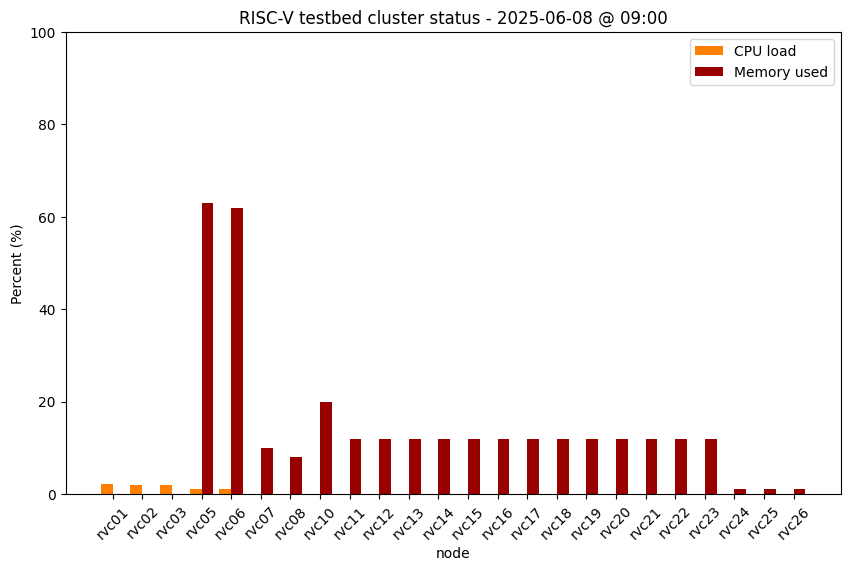 RISC-V testbed cluster status - 2025-06-08 @ 09:00
100
80
60
40
20
0
Percent (%)
CPU load
Memory used
rvc01
rvc02
rvc03
rvc05
rvc06
rvc07
rvc08
rvc10
rvc11
rvc12
rvc13
rvc14
rvc15
rvc16
rvc17
rvc18
rvc19
rvc20
rvc21
rvc22
rvc23
rvc24
rvc25
rvc26
node